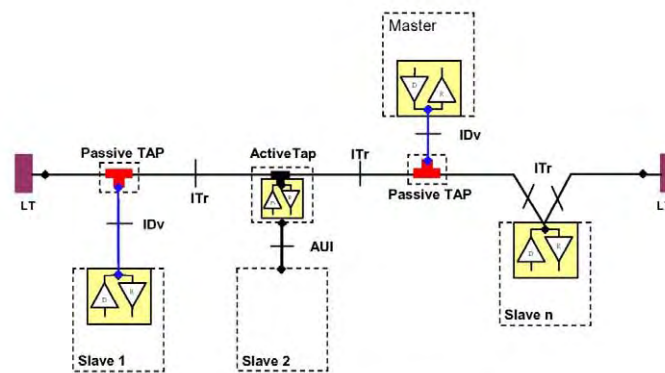 Master
IDv
Passive TAP
ActiveTap
ITr
Passive TAP
ITr
ITr
LT
IDv
AUI
D
R
D
R
D
R
D
R
Slave 1
Slave 2
Slave n